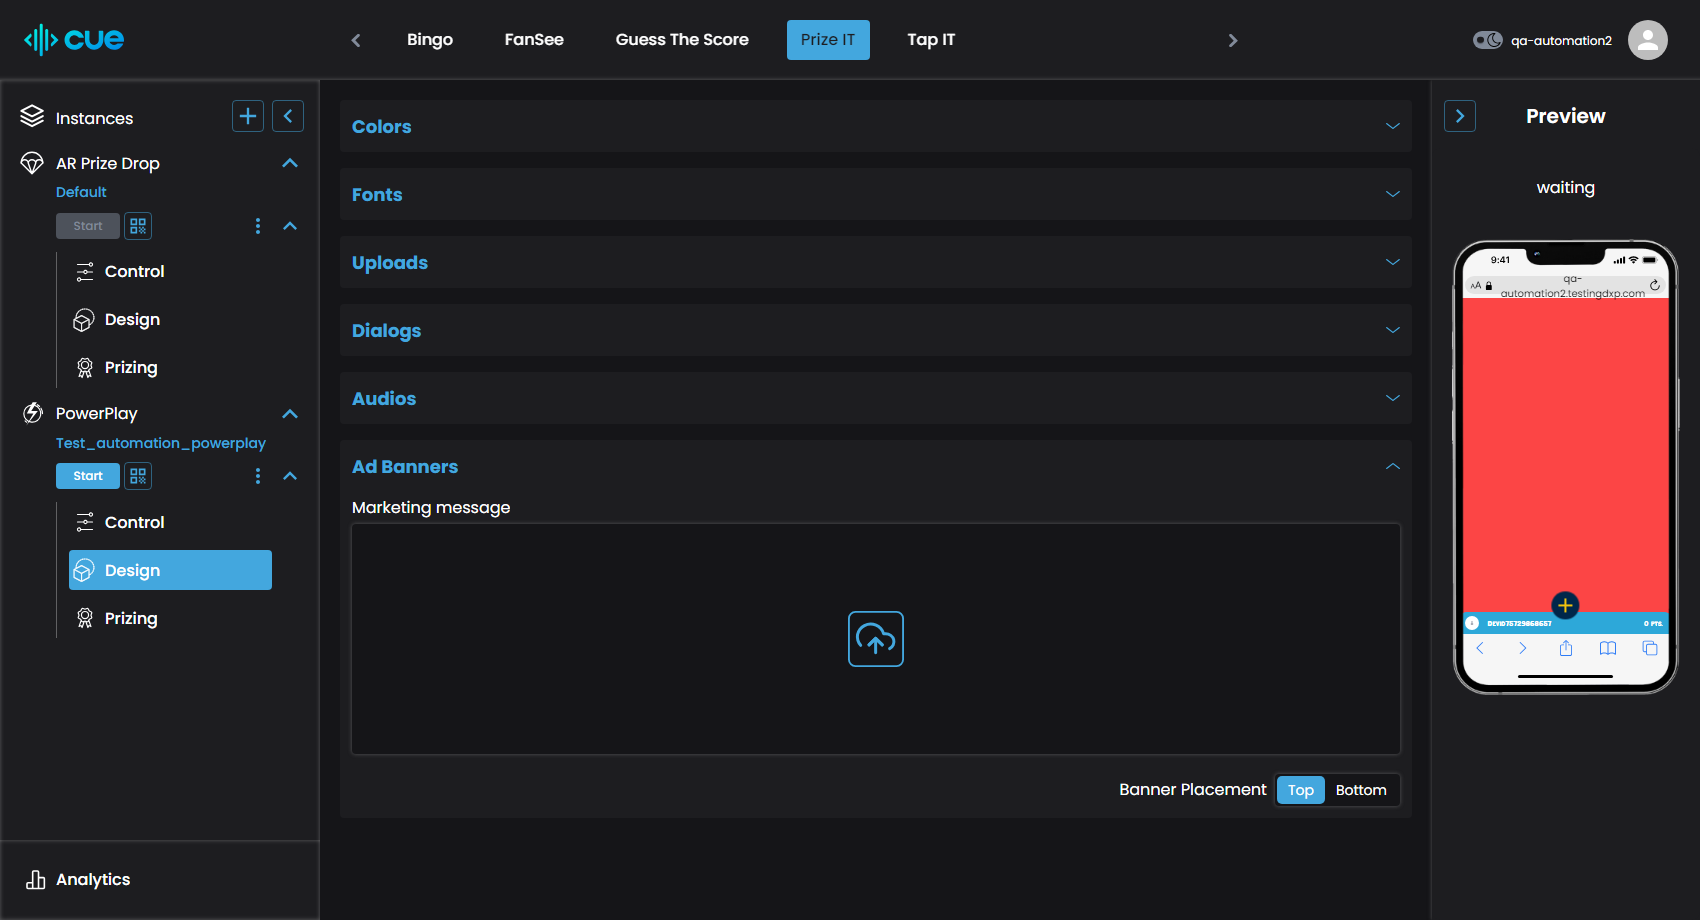 cue
Bingo
FanSee
Guess The Score
Prize IT
Tap IT
qa-automation2
Instances
AR Prize Drop
Default
Start
Control
Design
Prizing
PowerPlay
Test_automation_powerplay
Start
Control
Design
Prizing
Analytics
Colors
Fonts
Uploads
Dialogs
Audios
Ad Banners
Marketing message
Banner Placement
Top
Bottom
Preview
waiting
9:41
AA
qa-
automation2.testingdxp.com
0 PTS.